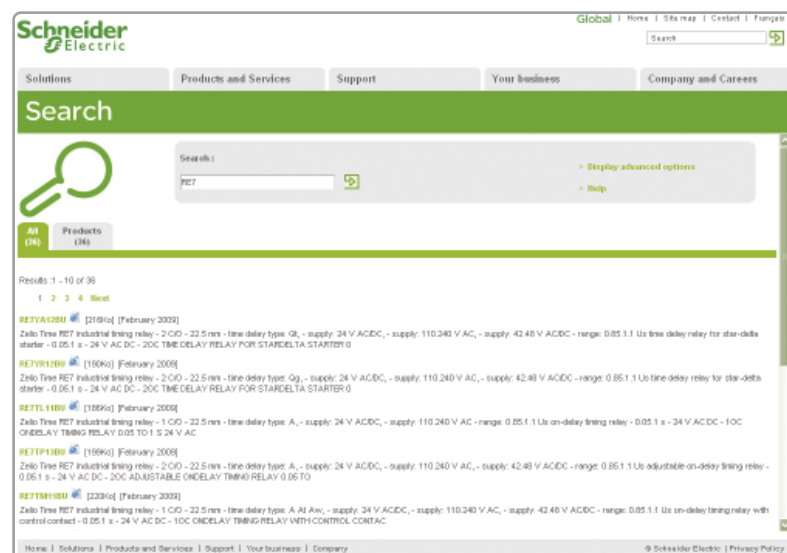 Global | Home | Site map | Contact | Français
Schneider
Electric
Search
Solutions
Products and Services
Support
Your business
Company and Careers
Search
Search :
RE7
> Display advanced options
> Help
All
(36)
Products
(36)
Results :1 - 10 of 36
1 2 3 4 Next
RE7YA12BU [216Ko] [February 2009]
Zelio Time RE7 industrial timing relay - 2 C/O - 22.5 mm - time delay type: Qt, - supply: 24 V AC/DC, - supply: 110.240 V AC, - supply: 42.48 V AC/DC - range: 0.05.1.1 Us time delay relay for star-delta
starter - 0.05.1 s - 24 V AC DC - 2OC TIME DELAY RELAY FOR STARDELTA STARTER 0
RE7YR12BU [190Ko] [February 2009]
Zelio Time RE7 industrial timing relay - 2 C/O - 22.5 mm - time delay type: Qg, - supply: 24 V AC/DC, - supply: 110.240 V AC, - supply: 42.48 V AC/DC - range: 0.05.1.1 Us time delay relay for star-delta
starter - 0.05.1 s - 24 V AC DC - 2OC TIME DELAY RELAY FOR STARDELTA STARTER 0
RE7TL11BU [186Ko] [February 2009]
Zelio Time RE7 industrial timing relay - 1 C/O - 22.5 mm - time delay type: A, - supply: 24 V AC/DC, - supply: 110.240 V AC - range: 0.05.1.1 Us on-delay timing relay - 0.05.1 s - 24 V AC DC - 1OC
ONDELAY TIMING RELAY 0.05 TO 1 S 24 V AC
RE7TP13BU [199Ko] [February 2009]
Zelio Time RE7 industrial timing relay - 2 C/O - 22.5 mm - time delay type: A, - supply: 24 V AC/DC, - supply: 110.240 V AC, - supply: 42.48 V AC/DC - range: 0.05.1.1 Us adjustable on-delay timing relay -
0.05.1 s - 24 V AC DC - 2OC ADJUSTABLE ONDELAY TIMING RELAY 0.05 TO
RE7TM11BU [220Ko] [February 2009]
Zelio Time RE7 industrial timing relay - 1 C/O - 22.5 mm - time delay type: A At Aw, - supply: 24 V AC/DC, - supply: 110.240 V AC, - supply: 42.48 V AC/DC - range: 0.05.1.1 Us on-delay timing relay with
control contact - 0.05.1 s - 24 V AC DC - 1OC ONDELAY TIMING RELAY WITH CONTROL CONTAC
Home | Solutions | Products and Services | Support | Your business | Company
© Schneider Electric | Privacy Policy